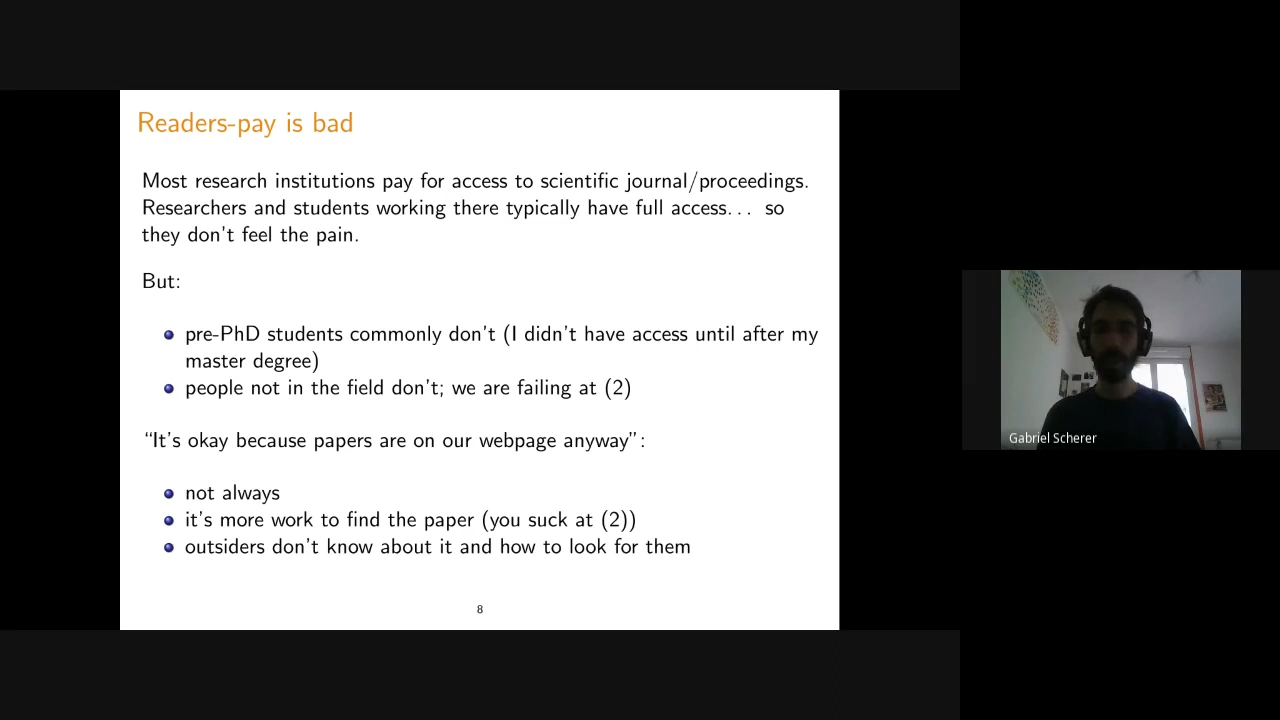 Readers-pay is bad
Most research institutions pay for access to scientific journal/proceedings.
Researchers and students working there typically have full access... so
they don't feel the pain.
But:
pre-PhD students commonly don't (I didn't have access until after my
master degree)
people not in the field don't; we are failing at (2)
“It's okay because papers are on our webpage anyway”:
not always
it's more work to find the paper (you suck at (2))
outsiders don't know about it and how to look for them
8
Gabriel Scherer